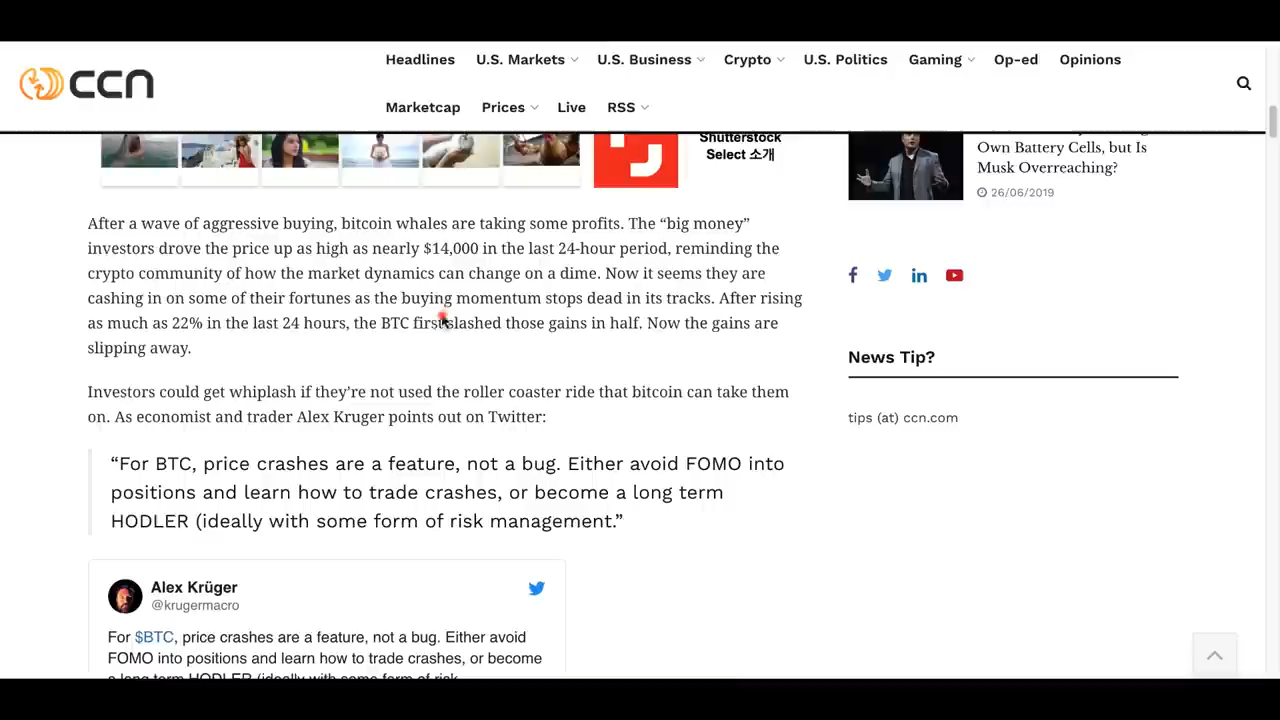 CCN
Headlines
U.S. Markets
U.S. Business
Crypto
U.S. Politics
Gaming
Op-ed
Opinions
Marketcap
Prices
Live
RSS
Shutterstock
Select 소개
Own Battery Cells, but Is
Musk Overreaching?
26/06/2019
After a wave of aggressive buying, bitcoin whales are taking some profits. The “big money”
investors drove the price up as high as nearly $14,000 in the last 24-hour period, reminding the
crypto community of how the market dynamics can change on a dime. Now it seems they are
cashing in on some of their fortunes as the buying momentum stops dead in its tracks. After rising
as much as 22% in the last 24 hours, the BTC first slashed those gains in half. Now the gains are
slipping away.
Investors could get whiplash if they’re not used the roller coaster ride that bitcoin can take them
on. As economist and trader Alex Kruger points out on Twitter:
“For BTC, price crashes are a feature, not a bug. Either avoid FOMO into
positions and learn how to trade crashes, or become a long term
HODLER (ideally with some form of risk management.”
Alex Krüger
@krugermacro
For $BTC, price crashes are a feature, not a bug. Either avoid
FOMO into positions and learn how to trade crashes, or become
a long term HODLER (ideally with some form of risk
News Tip?
tips (at) ccn.com